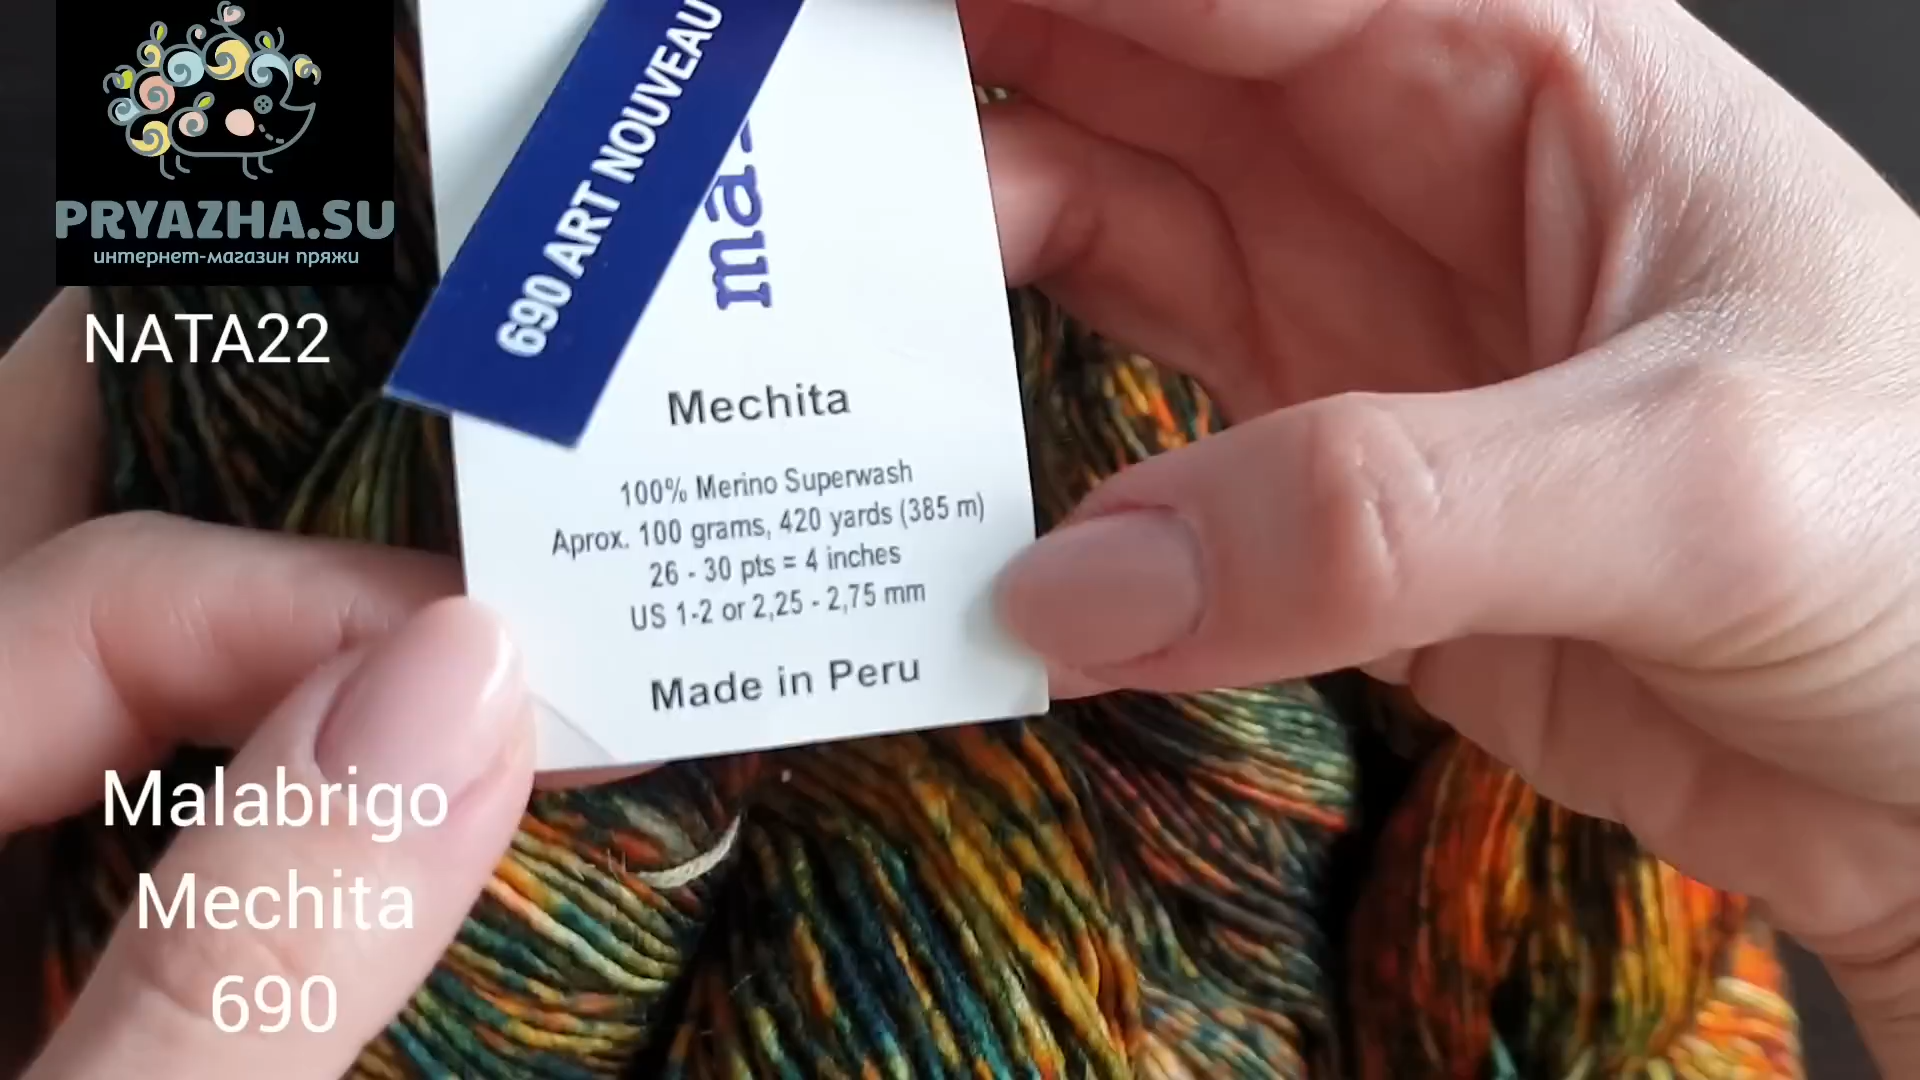 PRYAZHA.SU
интернет-магазин пряжи
NATA22
690 ART NOUVEAU
Mechita
100% Merino Superwash
Aprox. 100 grams, 420 yards (385 m)
26 - 30 pts = 4 inches
US 1-2 or 2,25 - 2,75 mm
Made in Peru
Malabrigo
Mechita
690